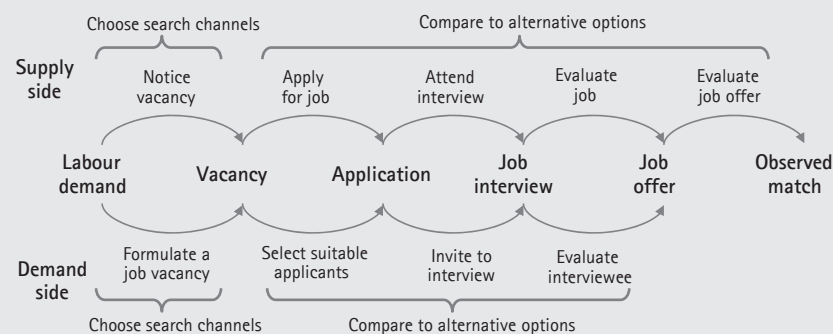 Choose search channels
Compare to alternative options
Supply
side
Notice
vacancy
Apply
for job
Attend
interview
Evaluate
job
Evaluate
job offer
Labour
demand
Vacancy
Application
Job
interview
Job
offer
Observed
match
Demand
side
Formulate a
job vacancy
Select suitable
applicants
Invite to
interview
Evaluate
interviewee
Choose search channels
Compare to alternative options